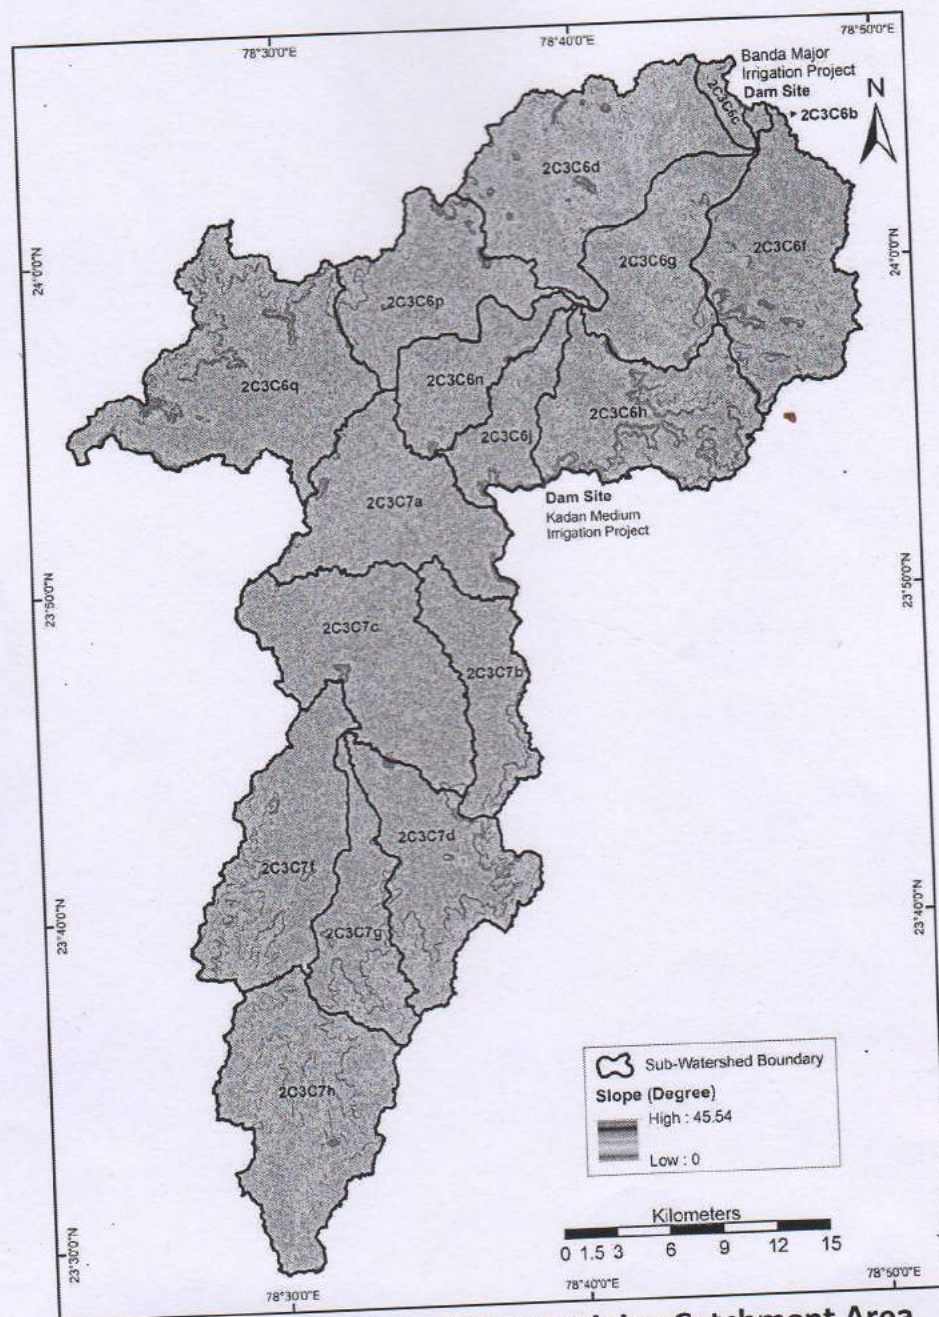 78°30'0"E
78°40'0"E
78°50'0"E
Banda Major
Irrigation Project
Dam Site
2C3C6b
N
2C3C6c
2C3C6d
2C3C6g
2C3C6f
24°0'0"N
24°0'0"N
2C3C6p
2C3C6n
2C3C6q
2C3C6h
2C3C6j
2C3C7a
Dam Site
Kadan Medium
Irrigation Project
23°50'0"N
23°50'0"N
2C3C7c
2C3C7b
2C3C7d
2C3C7f
2C3C7g
23°40'0"N
23°40'0"N
2C3C7h
Sub-Watershed Boundary
Slope (Degree)
High : 45.54
Low : 0
Kilometers
0 1.5 3 6 9 12 15
23°30'0"N
78°30'0"E
78°40'0"E
78°50'0"E
Catchment Area